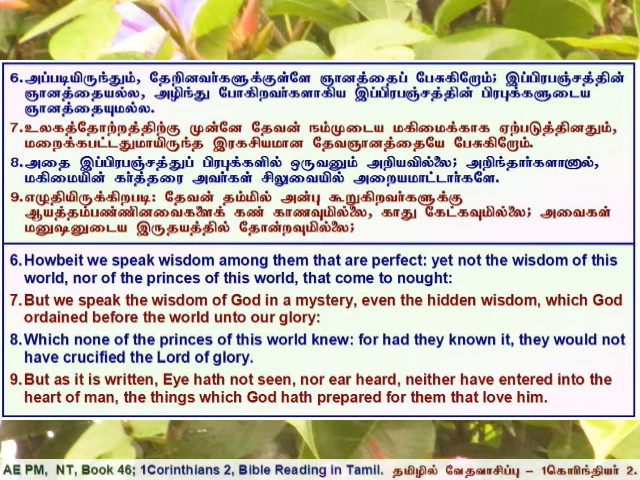 6.அப்படியிருந்தும், தேறினவர்களுக்குள்ளே ஞானத்தைப் பேசுகிறோம்; இப்பிரபஞ்சத்தின்
ஞானத்தையல்ல, அழிந்து போகிறவர்களாகிய இப்பிரபஞ்சத்தின் பிரபுக்களுடைய
ஞானத்தையுமல்ல.
7.உலகத்தோற்றத்திற்கு முன்னே தேவன் நம்முடைய மகிமைக்காக ஏற்படுத்தினதும்,
மறைக்கபட்டதுமாயிருந்த இரகசியமான தேவஞானத்தையே பேசுகிறோம்.
8.அதை இப்பிரபஞ்சத்துப் பிரபுக்களில் ஒருவனும் அறியவில்லை; அறிந்தார்களானால்,
மகிமையின் கர்த்தரை அவர்கள் சிலுவையில் அறையமாட்டார்களே.
9.எழுதியிருக்கிறபடி: தேவன் தம்மில் அன்பு கூறுகிறவர்களுக்கு
ஆயத்தம்பண்ணினவைகளைக் கண் காணவுமில்லை, காது கேட்கவுமில்லை; அவைகள்
மனுஷனுடைய இருதயத்தில் தோன்றவுமில்லை;
6.Howbeit we speak wisdom among them that are perfect: yet not the wisdom of this
world, nor of the princes of this world, that come to nought:
7.But we speak the wisdom of God in a mystery, even the hidden wisdom, which God
ordained before the world unto our glory:
8.Which none of the princes of this world knew: for had they known it, they would not
have crucified the Lord of glory.
9.But as it is written, Eye hath not seen, nor ear heard, neither have entered into the
heart of man, the things which God hath prepared for them that love him.
AE PM, NT, Book 46; 1Corinthians 2, Bible Reading in Tamil. தமிழில் வேதவாசிப்பு – 1கொரிந்தியர் 2.